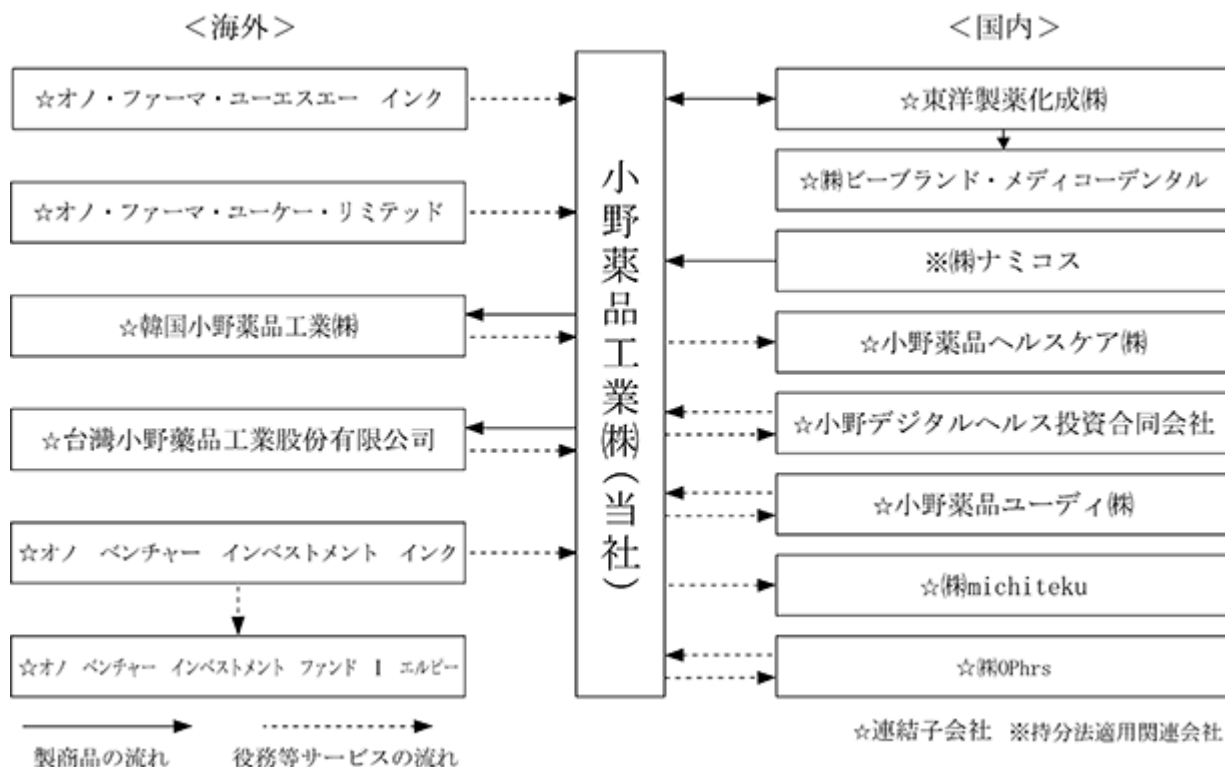 ＜海外＞
☆オノ・ファーマ・ユーエスエー　インク
☆オノ・ファーマ・ユーケー・リミテッド
☆韓国小野薬品工業㈱
☆台灣小野藥品工業股份有限公司
☆オノ　ベンチャー　インベストメント　インク
☆オノ　ベンチャー　インベストメント　ファンド　Ⅰ　エルピー
小野薬品工業㈱（当社）
＜国内＞
☆東洋製薬化成㈱
☆㈱ビーブランド・メディコーデンタル
※㈱ナミコス
☆小野薬品ヘルスケア㈱
☆小野デジタルヘルス投資合同会社
☆小野薬品ユーディ㈱
☆㈱michiteku
☆㈱OPhrs
製商品の流れ　役務等サービスの流れ
☆連結子会社　※持分法適用関連会社